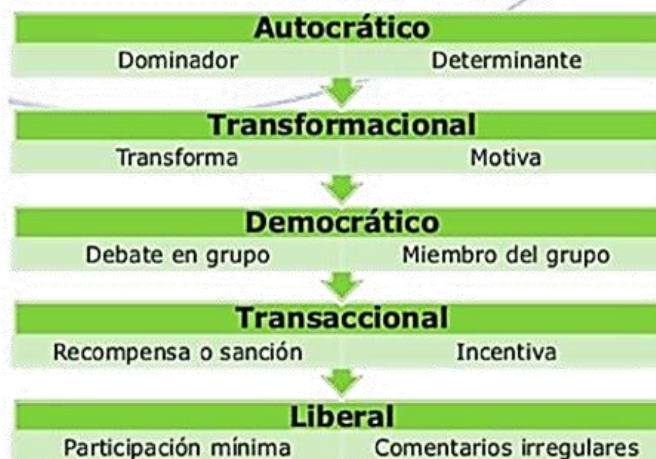 Autocrático
Dominador Determinante
Transformacional
Transforma Motiva
Democrático
Debate en grupo Miembro del grupo
Transaccional
Recompensa o sanción Incentiva
Liberal
Participación mínima Comentarios irregulares